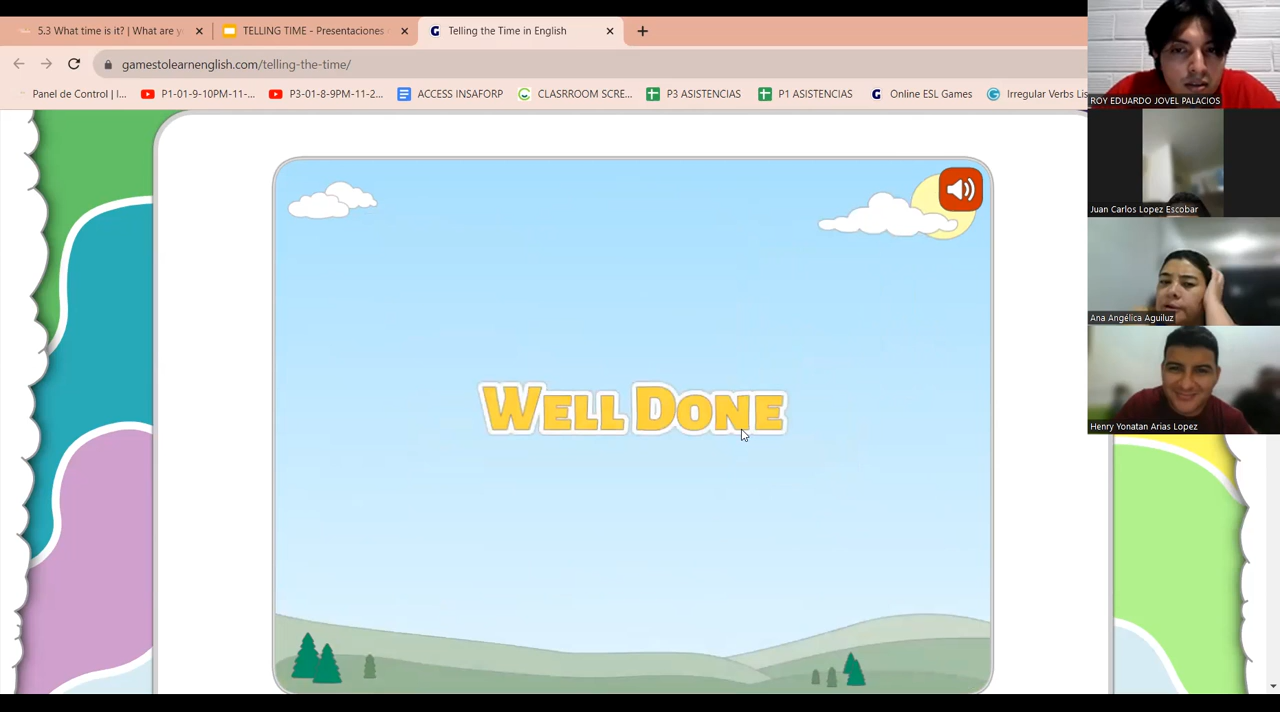 5.3 What time is it? | What are y
TELLING TIME - Presentaciones
Telling the Time in English
gamestolearnenglish.com/telling-the-time/
Panel de Control | I...
P1-01-9-10PM-11-...
P3-01-8-9PM-11-2...
ACCESS INSAFORP
CLASSROOM SCRE...
P3 ASISTENCIAS
P1 ASISTENCIAS
Online ESL Games
Irregular Verbs Lis
WELL DONE
ROY EDUARDO JOVEL PALACIOS
Juan Carlos Lopez Escobar
Ana Angélica Aguiluz
Henry Yonatan Arias Lopez